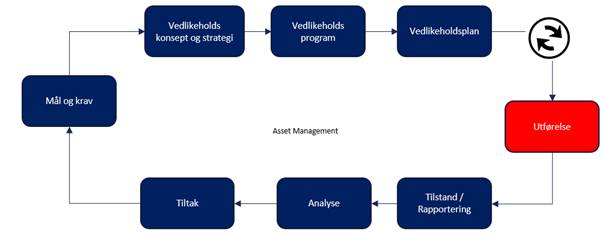 Vedlikeholds
konsept og strategi
Vedlikeholds
program
Vedlikeholdsplan
Mål og krav
Utførelse
Asset Management
Tiltak
Analyse
Tilstand /
Rapportering